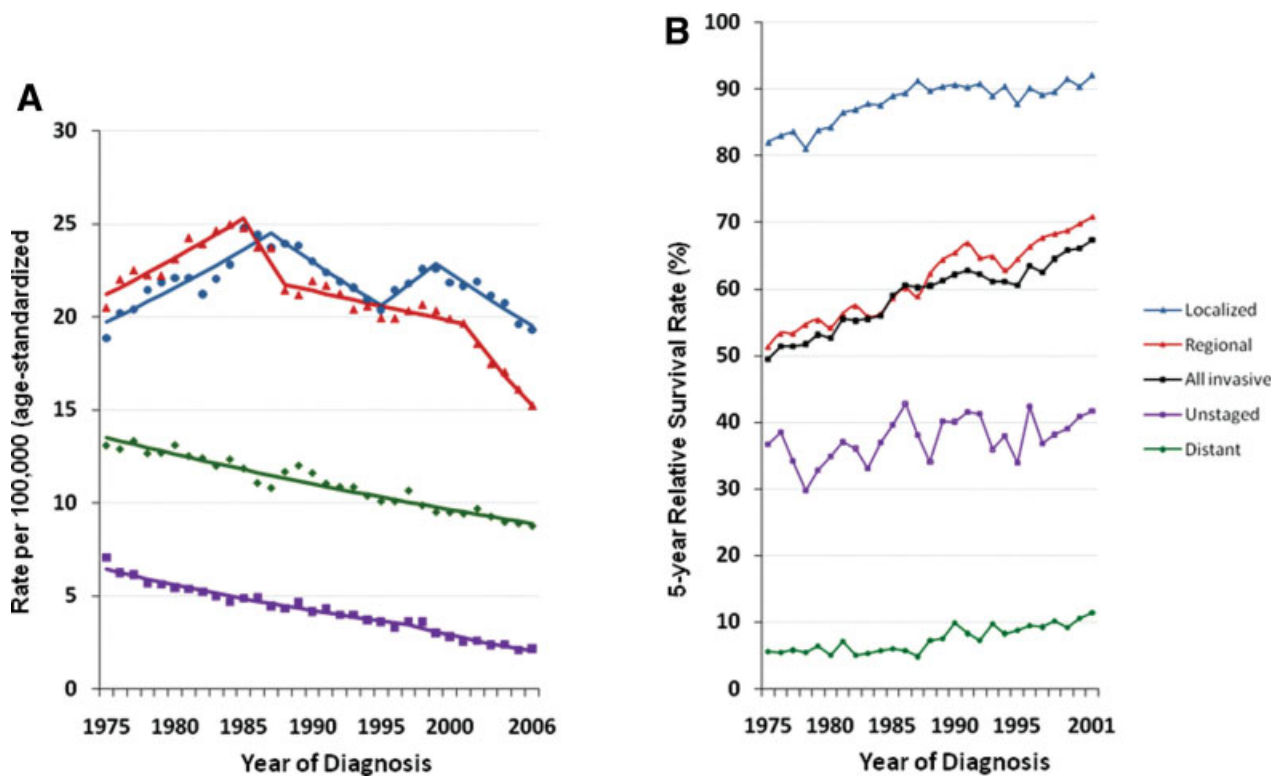 A
Rate per 100,000 (age-standardized
30
25
20
15
10
5
0
1975 1980 1985 1990 1995 2000 2006
Year of Diagnosis
B
5-year Relative Survival Rate (%)
100
90
80
70
60
50
40
30
20
10
0
1975 1980 1985 1990 1995 2001
Year of Diagnosis
Localized
Regional
All invasive
Unstaged
Distant